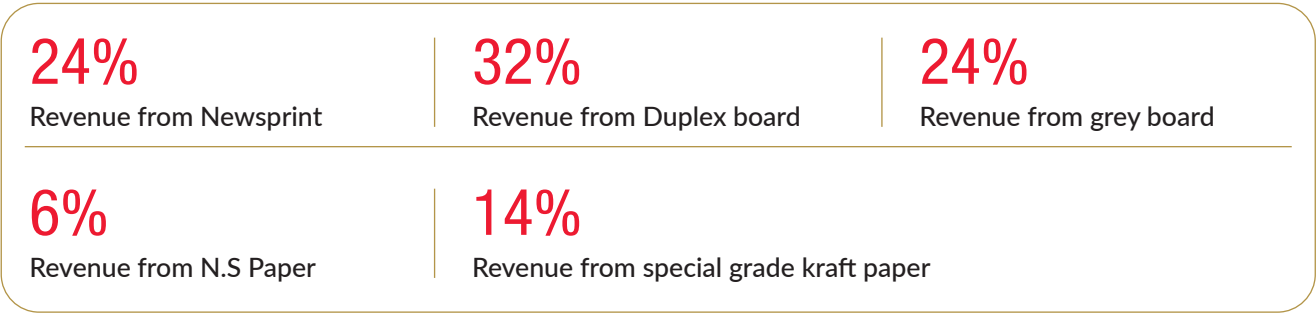 24%
Revenue from Newsprint
32%
Revenue from Duplex board
24%
Revenue from grey board
6%
Revenue from N.S Paper
14%
Revenue from special grade kraft paper